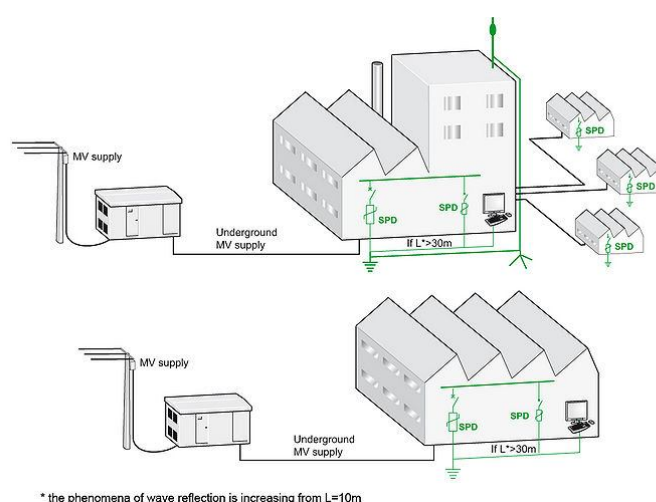 MV supply
SPD
SPD
SPD
SPD
SPD
Underground
MV supply
If L*>30m
MV supply
SPD
SPD
Underground
MV supply
If L*>30m
* the phenomena of wave reflection is increasing from L=10m